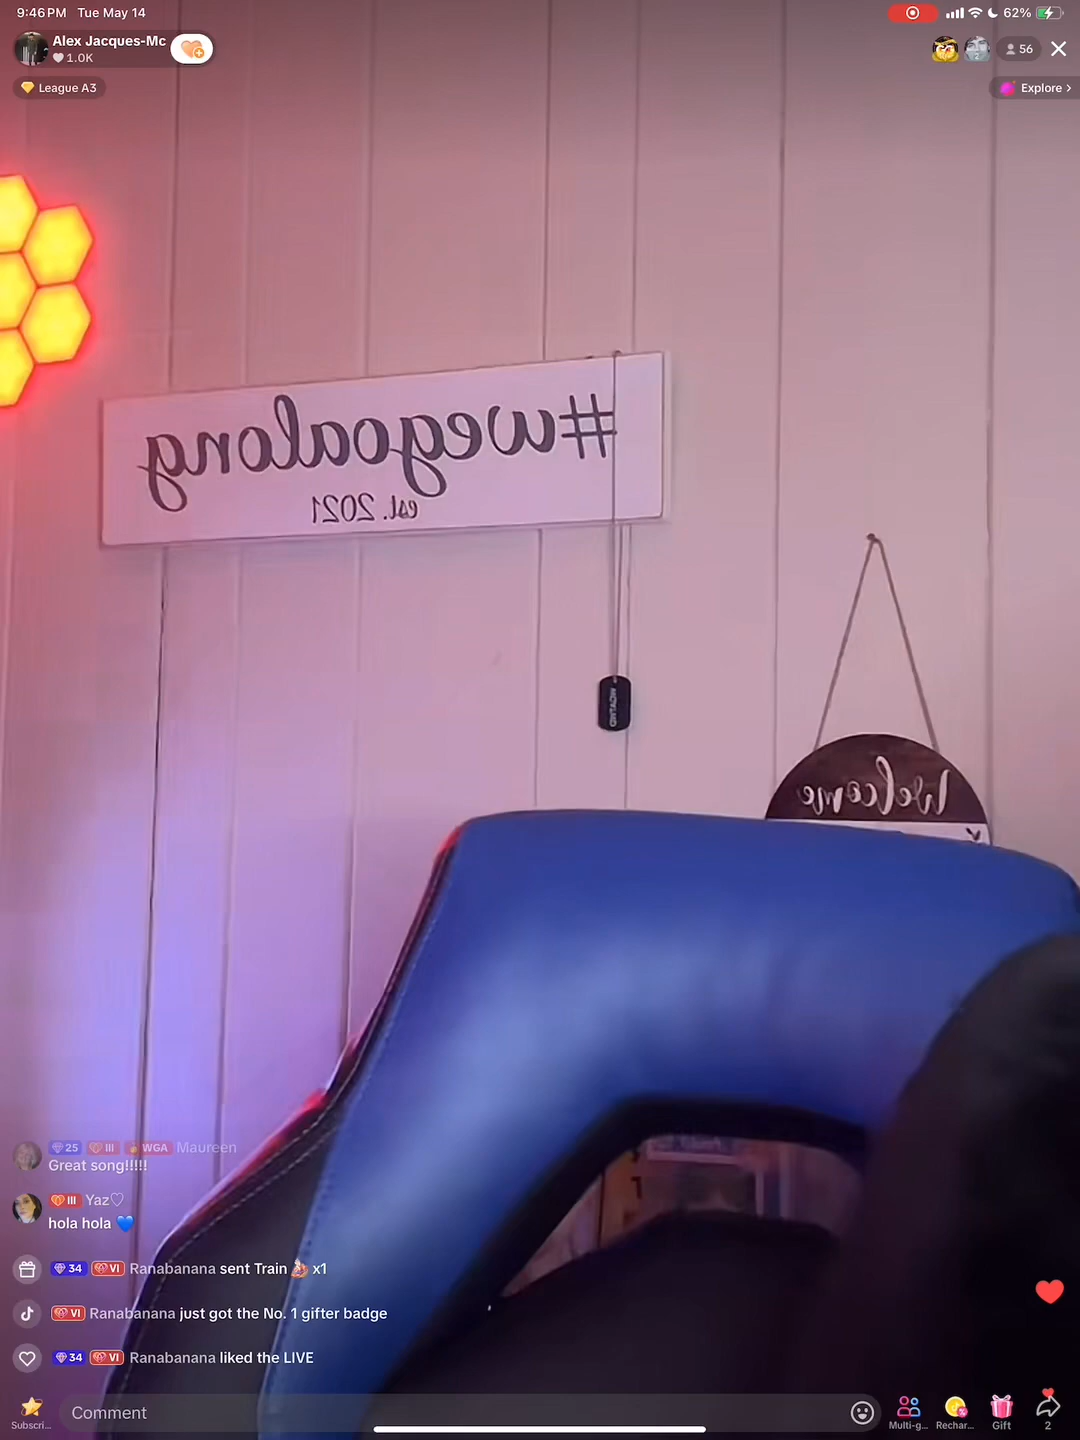 9:46 PM Tue May 14
62%
Alex Jacques-Mc
1.0K
56
League A3
Explore >
#wegoalong
est. 2021
Welcome
25 III WGA Maureen
Great song!!!!!
III Yaz♡
hola hola 💙
34 VI Ranabanana sent Train x1
VI Ranabanana just got the No. 1 gifter badge
34 VI Ranabanana liked the LIVE
Comment
Subscri...
Multi-g...
Rechar...
Gift
2